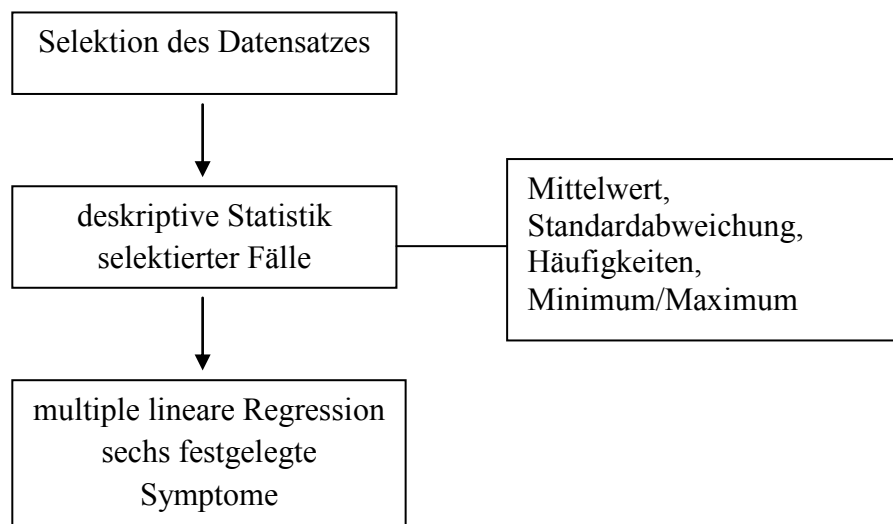 Selektion des Datensatzes
deskriptive Statistik
selektierter Fälle
Mittelwert,
Standardabweichung,
Häufigkeiten,
Minimum/Maximum
multiple lineare Regression
sechs festgelegte
Symptome